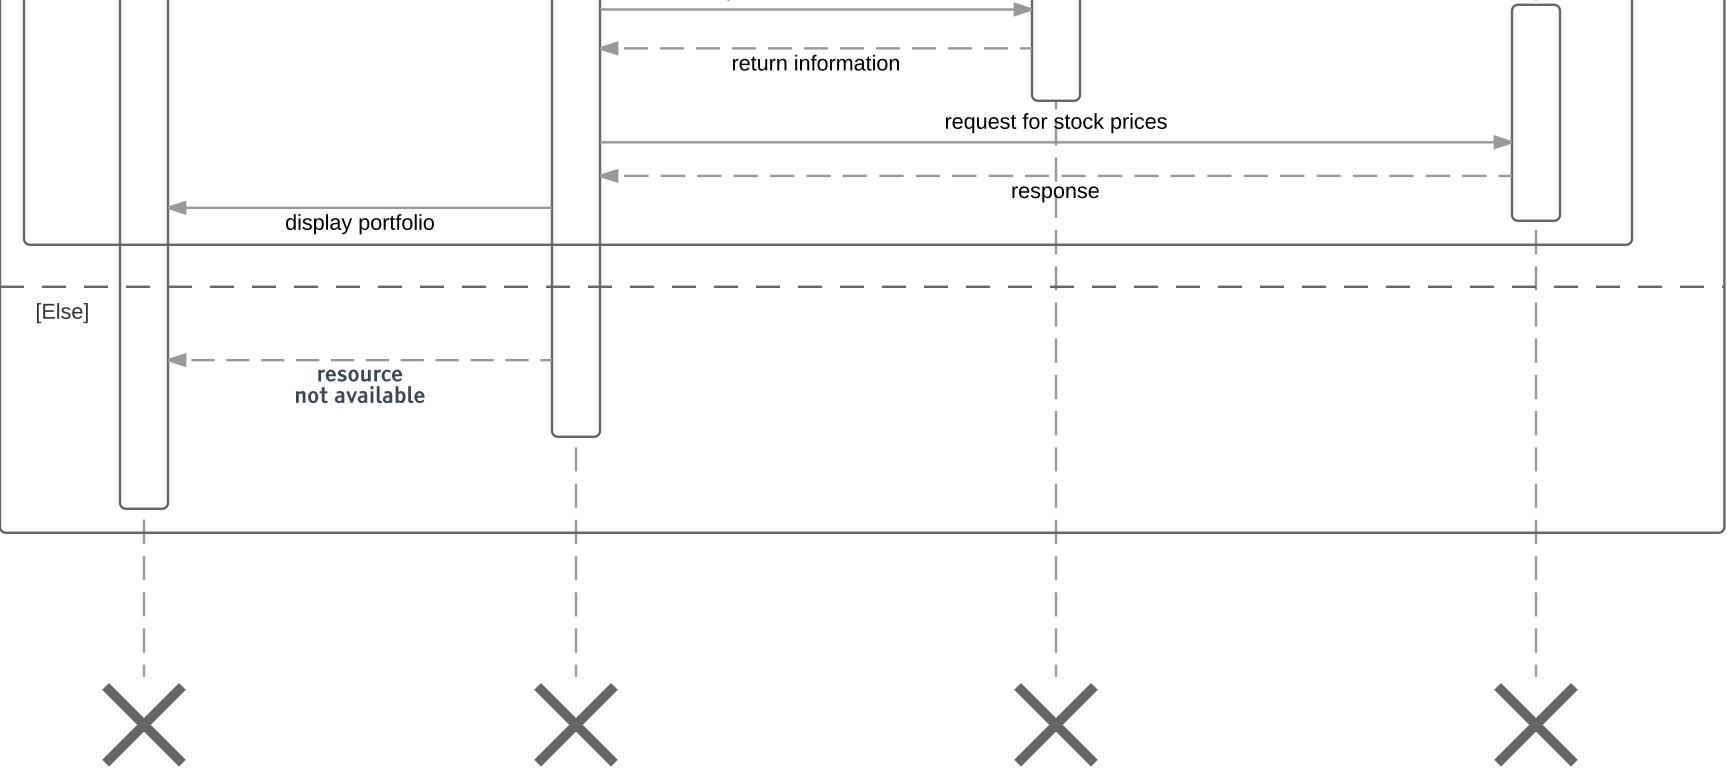 return information
request for stock prices
response
display portfolio
[Else]
resource
not available